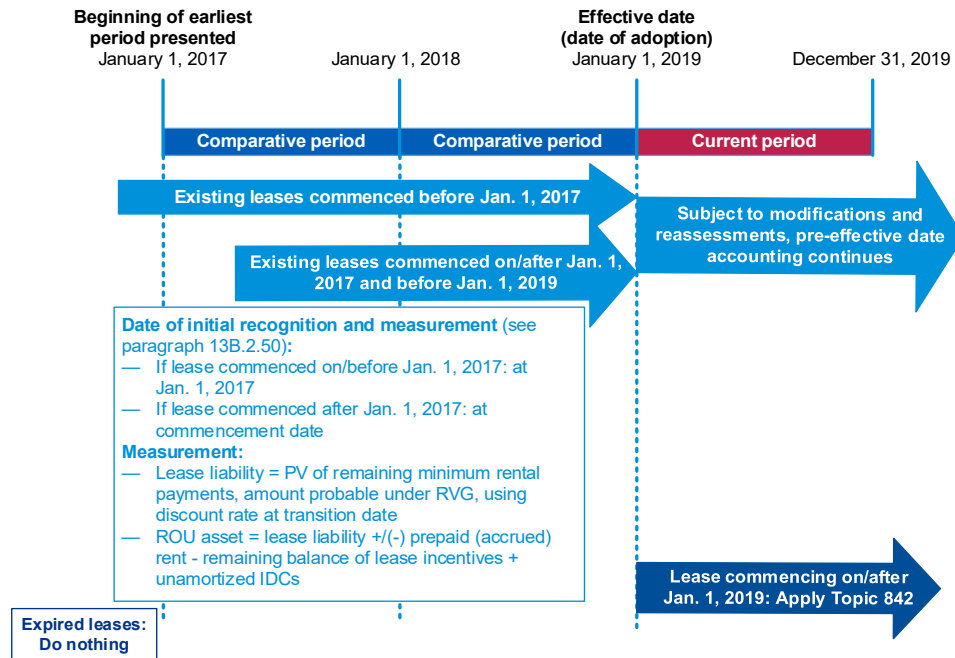 Beginning of earliest
period presented
January 1, 2017
January 1, 2018
Effective date
(date of adoption)
January 1, 2019
December 31, 2019
Comparative period
Comparative period
Current period
Existing leases commenced before Jan. 1, 2017
Subject to modifications and
reassessments, pre-effective date
accounting continues
Existing leases commenced on/after Jan. 1,
2017 and before Jan. 1, 2019
Date of initial recognition and measurement (see
paragraph 13B.2.50):
— If lease commenced on/before Jan. 1, 2017: at
Jan. 1, 2017
— If lease commenced after Jan. 1, 2017: at
commencement date
Measurement:
— Lease liability = PV of remaining minimum rental
payments, amount probable under RVG, using
discount rate at transition date
— ROU asset = lease liability +/(-) prepaid (accrued)
rent - remaining balance of lease incentives +
unamortized IDCs
Lease commencing on/after
Jan. 1, 2019: Apply Topic 842
Expired leases:
Do nothing